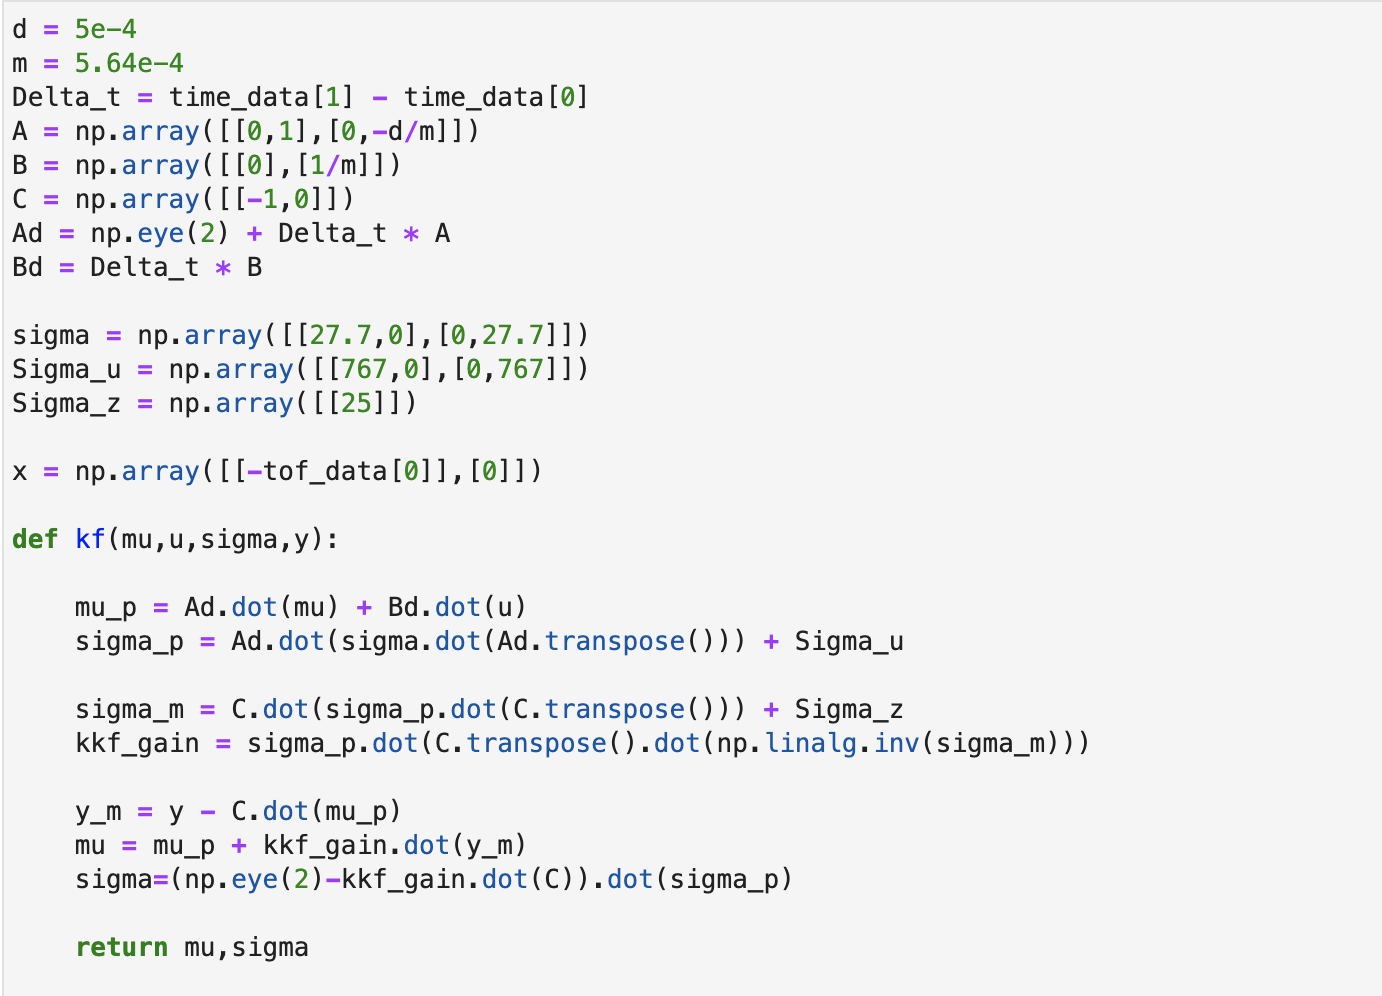 d = 5e-4
m = 5.64e-4
Delta_t = time_data[1] - time_data[0]
A = np.array([[0,1],[0,-d/m]])
B = np.array([[0],[1/m]])
C = np.array([[-1,0]])
Ad = np.eye(2) + Delta_t * A
Bd = Delta_t * B
sigma = np.array([[27.7,0],[0,27.7]])
Sigma_u = np.array([[767,0],[0,767]])
Sigma_z = np.array([[25]])
x = np.array([[-tof_data[0]],[0]])
def kf(mu,u,sigma,y):
    mu_p = Ad.dot(mu) + Bd.dot(u)
    sigma_p = Ad.dot(sigma.dot(Ad.transpose())) + Sigma_u
    sigma_m = C.dot(sigma_p.dot(C.transpose())) + Sigma_z
    kkf_gain = sigma_p.dot(C.transpose().dot(np.linalg.inv(sigma_m)))
    y_m = y - C.dot(mu_p)
    mu = mu_p + kkf_gain.dot(y_m)
    sigma=(np.eye(2)-kkf_gain.dot(C)).dot(sigma_p)
    return mu,sigma